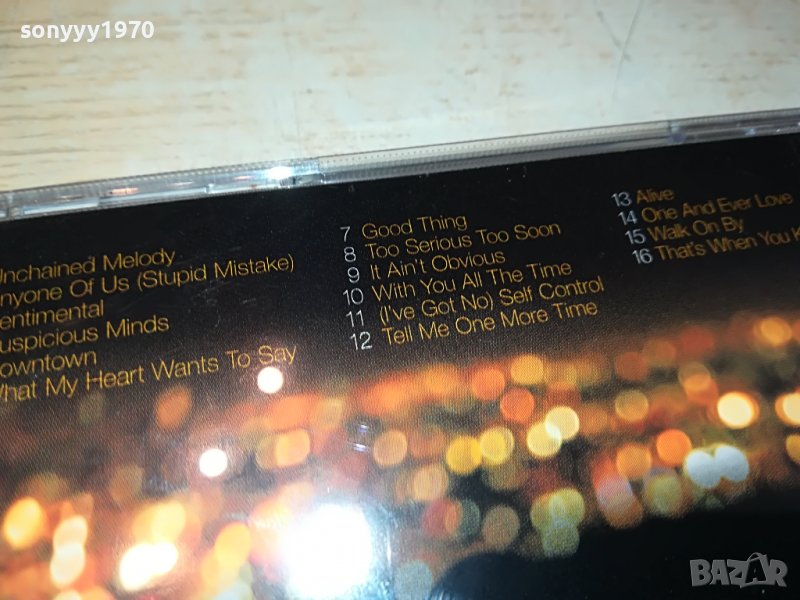 sonyyy1970
nchained Melody
nyone Of Us (Stupid Mistake)
entimental
uspicious Minds
owntown
hat My Heart Wants To Say
7 Good Thing
8 Too Serious Too Soon
9 It Ain't Obvious
10 With You All The Time
11 (I've Got No) Self Control
12 Tell Me One More Time
13 Alive
14 One And Ever Love
15 Walk On By
16 That's When You K
BAZAR